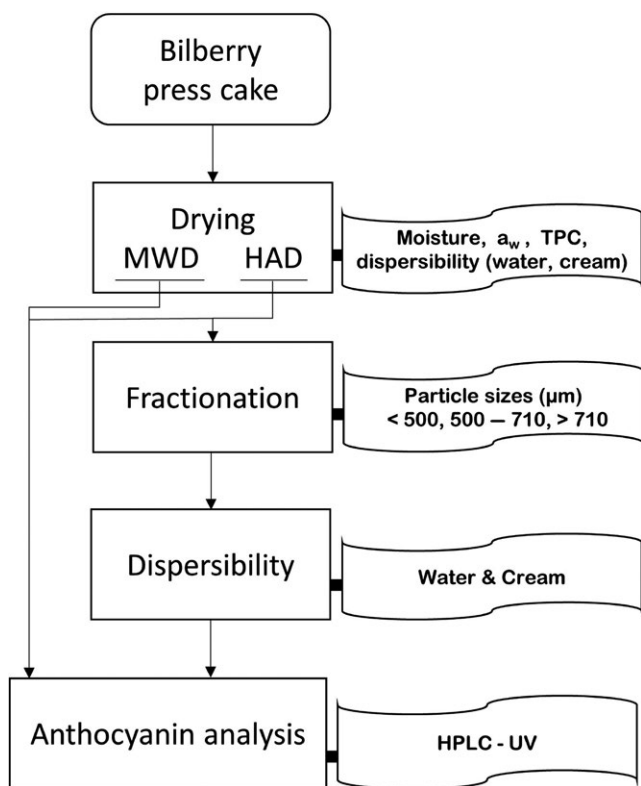 Bilberry
press cake
Drying
MWD HAD
Moisture, aw , TPC,
dispersibility (water, cream)
Fractionation
Particle sizes (µm)
< 500, 500 – 710, > 710
Dispersibility
Water & Cream
Anthocyanin analysis
HPLC - UV